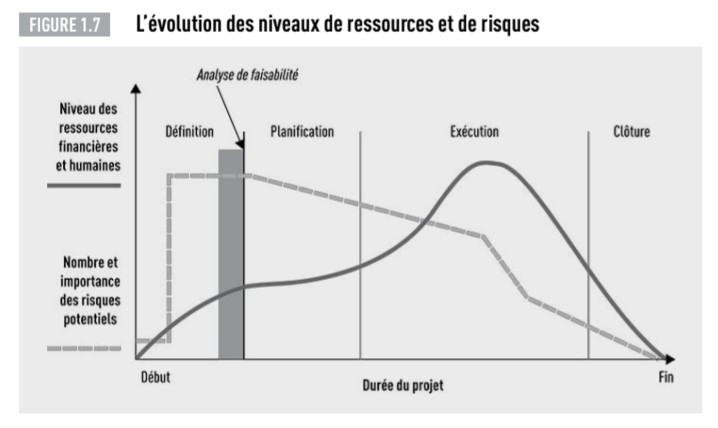 FIGURE 1.7 L’évolution des niveaux de ressources et de risques
Analyse de faisabilité
Niveau des
ressources
financières
et humaines
Définition
Planification
Exécution
Clôture
Nombre et
importance
des risques
potentiels
Début
Durée du projet
Fin